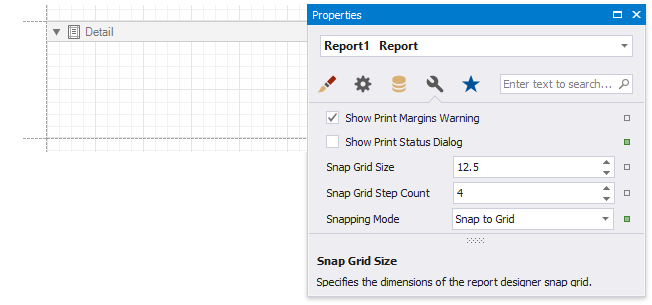 Detail
Properties
Report1 Report
Enter text to search...
Show Print Margins Warning
Show Print Status Dialog
Snap Grid Size 12.5
Snap Grid Step Count 4
Snapping Mode Snap to Grid
Snap Grid Size
Specifies the dimensions of the report designer snap grid.